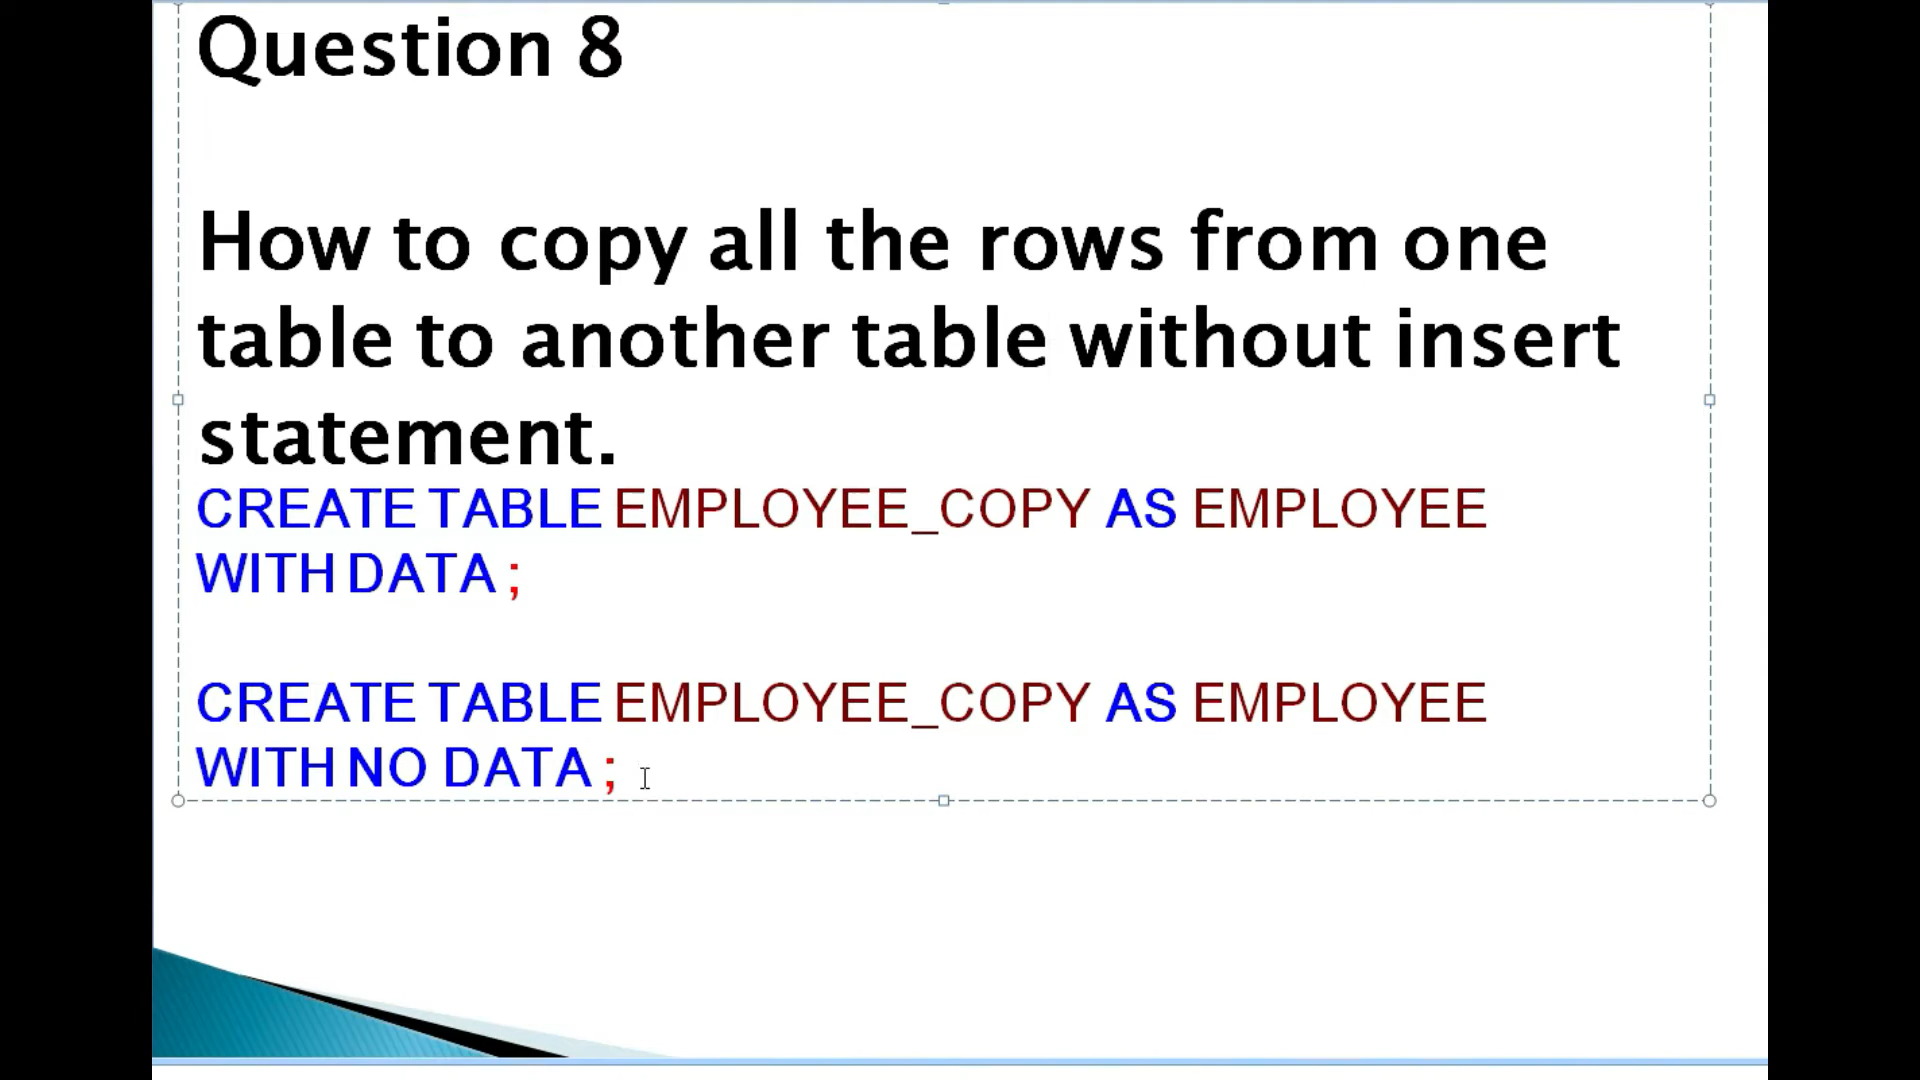 Question 8
How to copy all the rows from one
table to another table without insert
statement.
CREATE TABLE EMPLOYEE_COPY AS EMPLOYEE
WITH DATA ;
CREATE TABLE EMPLOYEE_COPY AS EMPLOYEE
WITH NO DATA ;